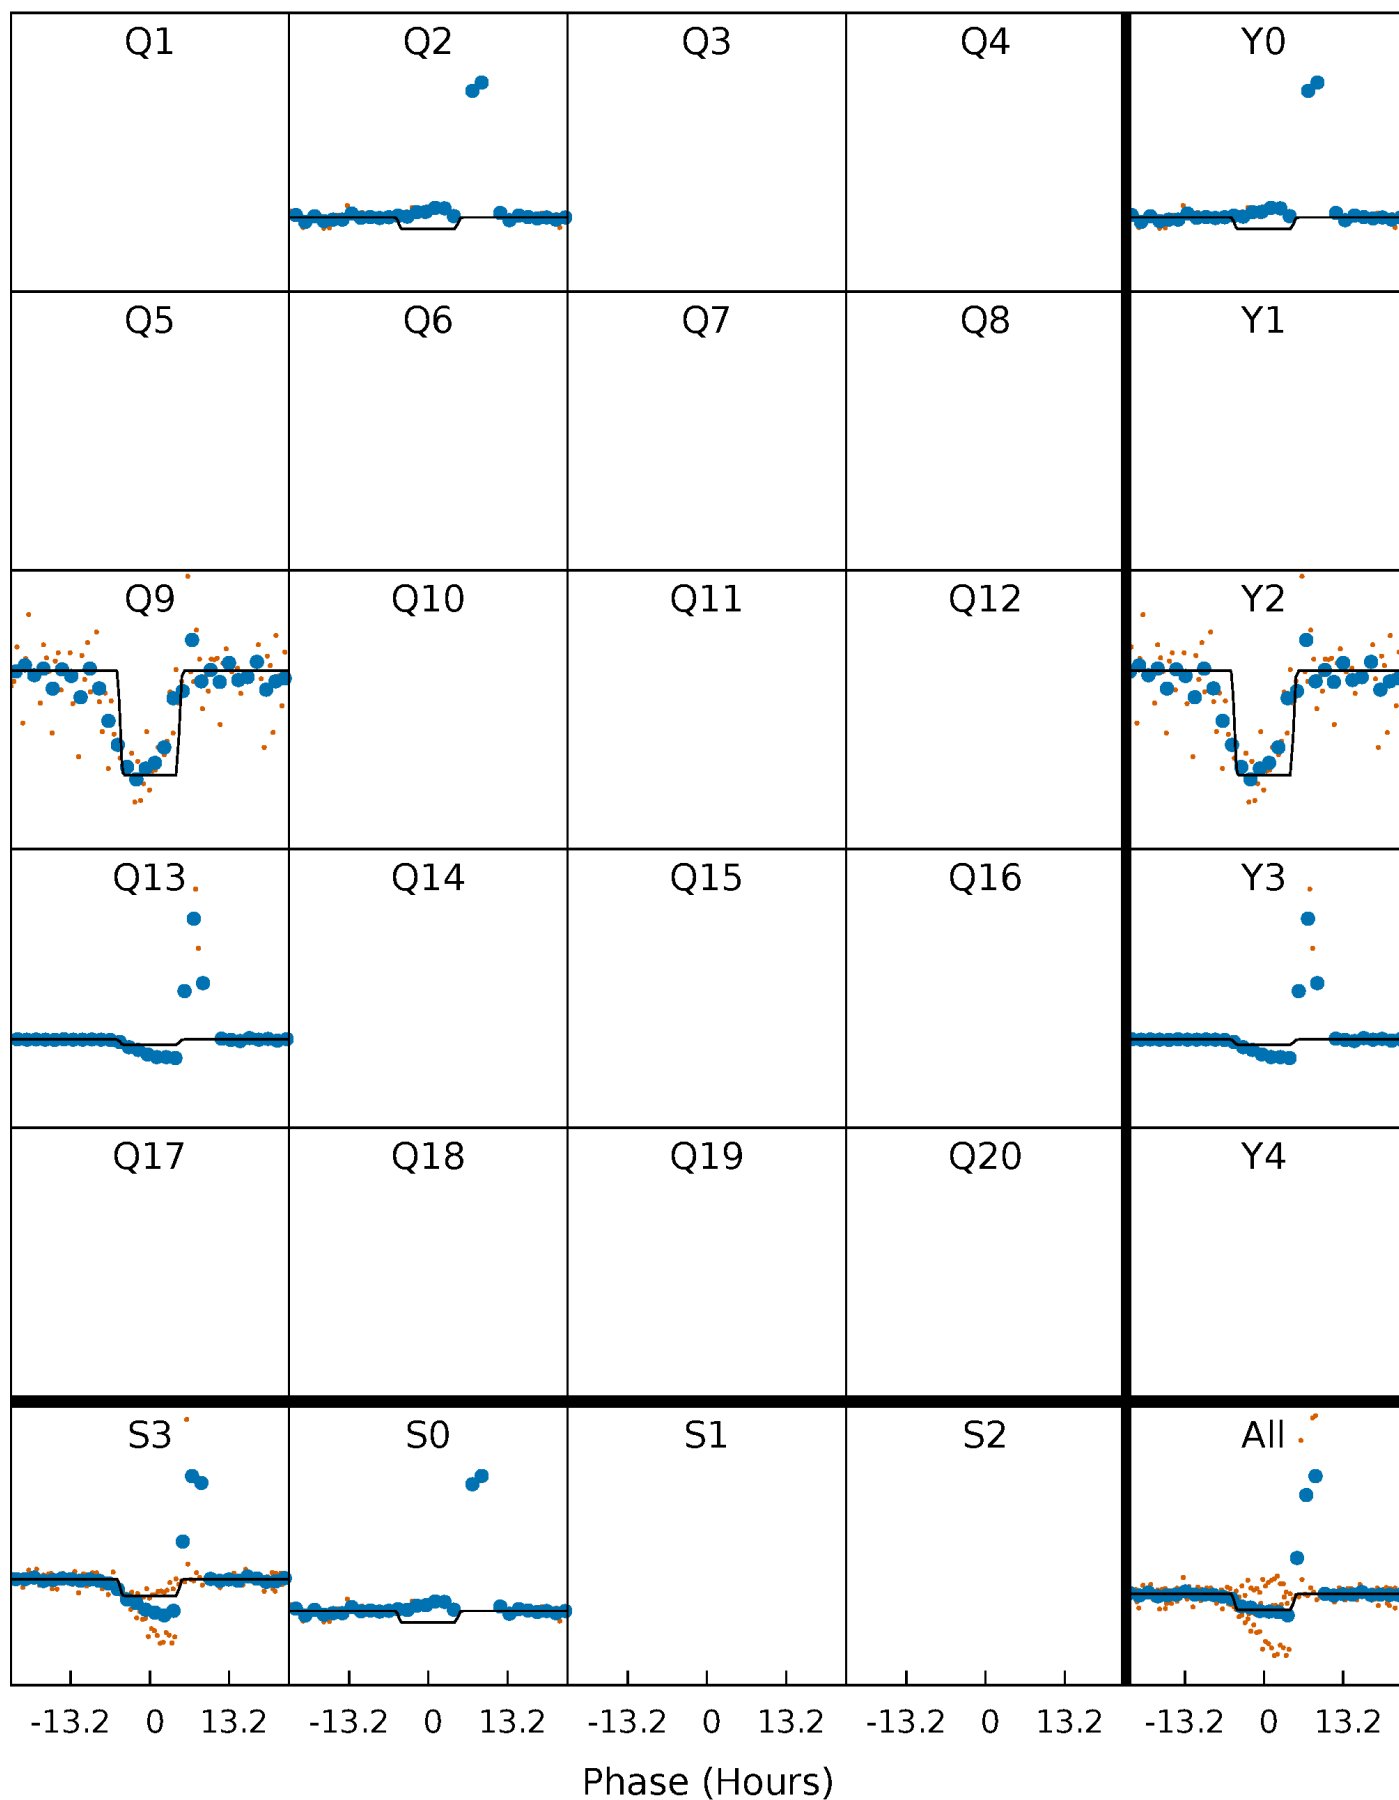 Q1 Q2 Q3 Q4 Y0
Q5 Q6 Q7 Q8 Y1
Q9 Q10 Q11 Q12 Y2
Q13 Q14 Q15 Q16 Y3
Q17 Q18 Q19 Q20 Y4
S3 S0 S1 S2 All
-13.2 0 13.2 -13.2 0 13.2 -13.2 0 13.2 -13.2 0 13.2 -13.2 0 13.2
Phase (Hours)